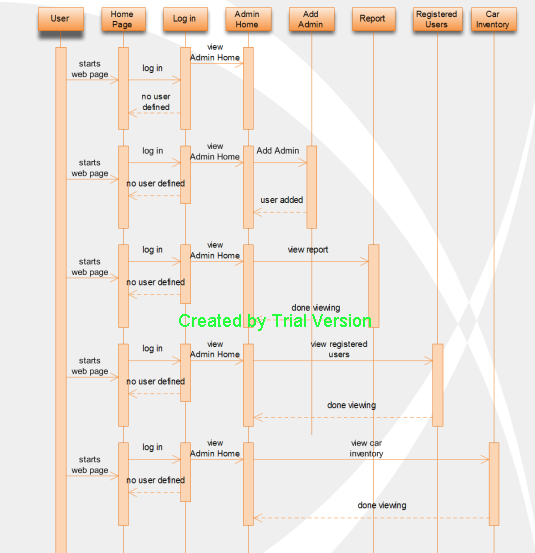 User
Home
Page
Log in
Admin
Home
Add
Admin
Report
Registered
Users
Car
Inventory
view
Admin Home
starts
web page
log in
no user
defined
starts
web page
log in
view
Admin Home
Add Admin
no user defined
user added
starts
web page
log in
view
Admin Home
view report
no user defined
done viewing
Created by Trial Version
starts
web page
log in
view
Admin Home
view registered
users
no user defined
done viewing
starts
web page
log in
view
Admin Home
view car
inventory
no user defined
done viewing